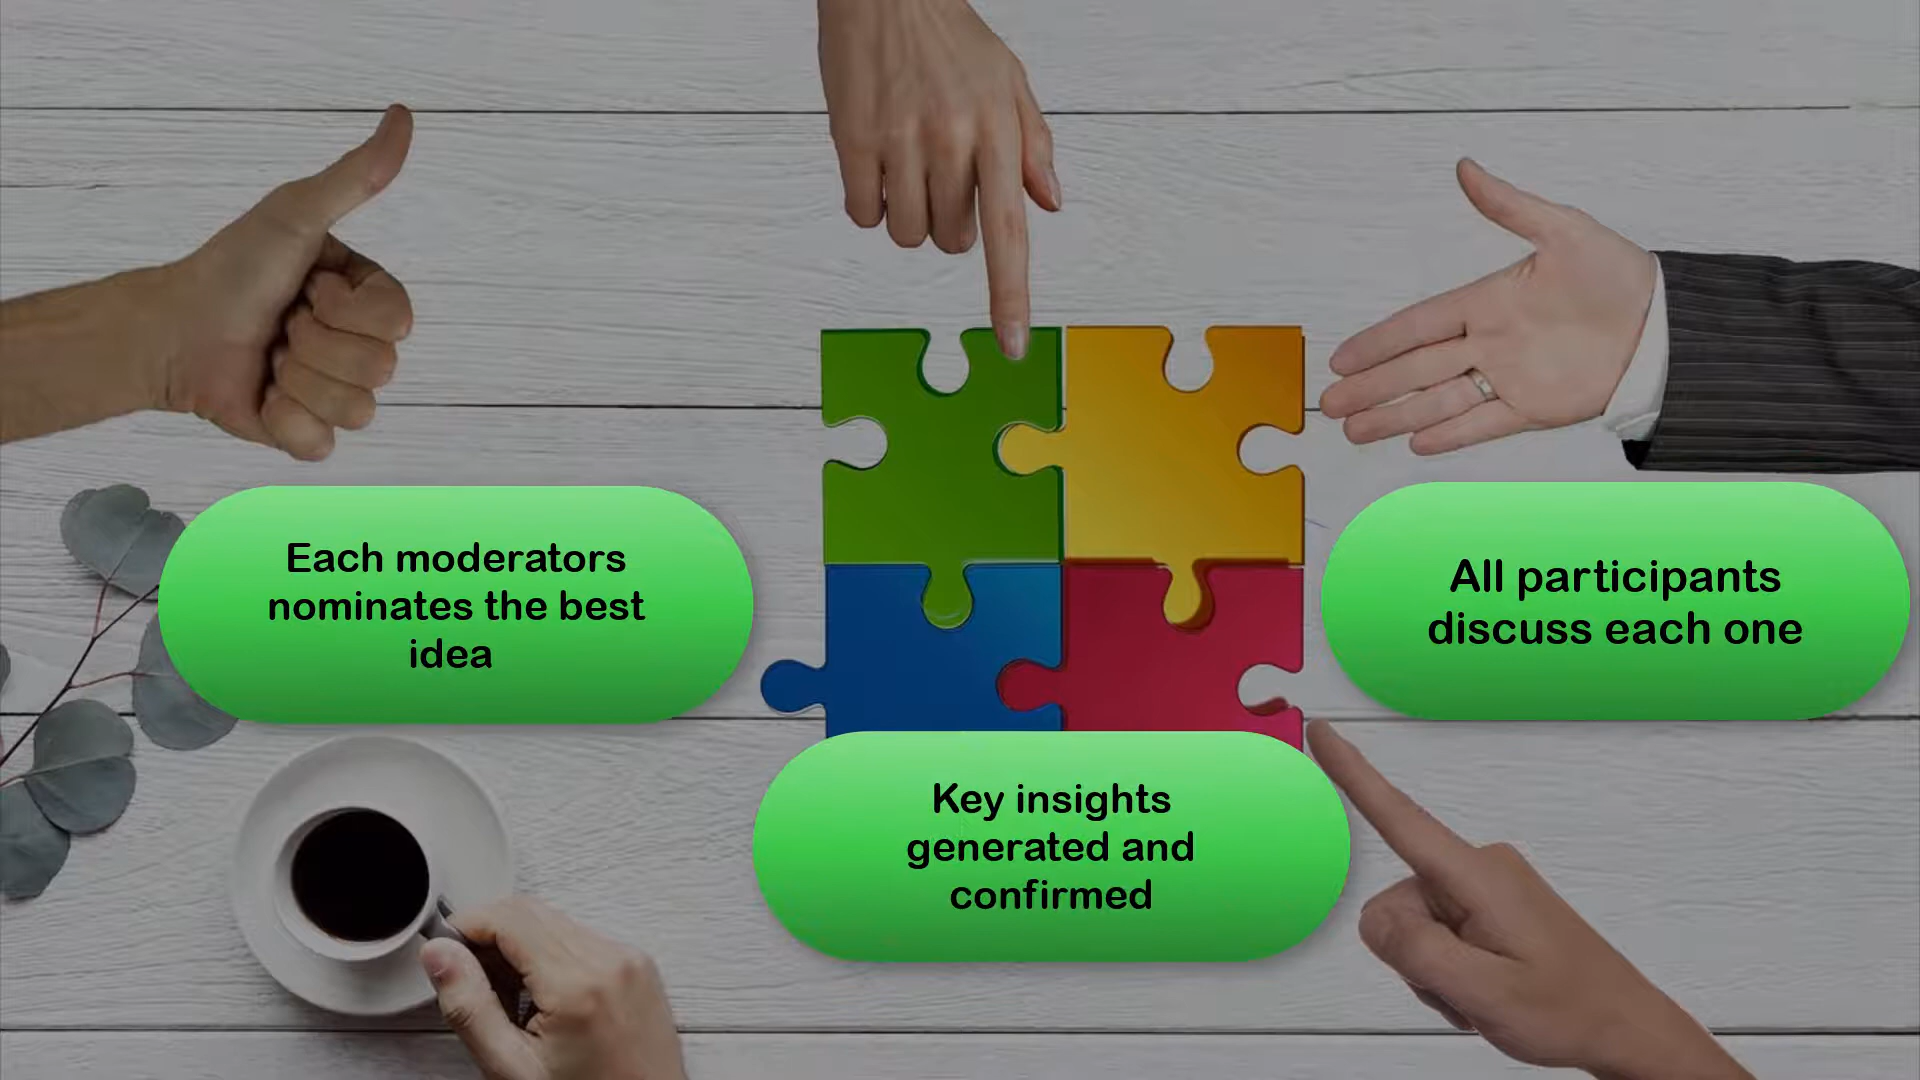 Each moderators
nominates the best
idea
All participants
discuss each one
Key insights
generated and
confirmed